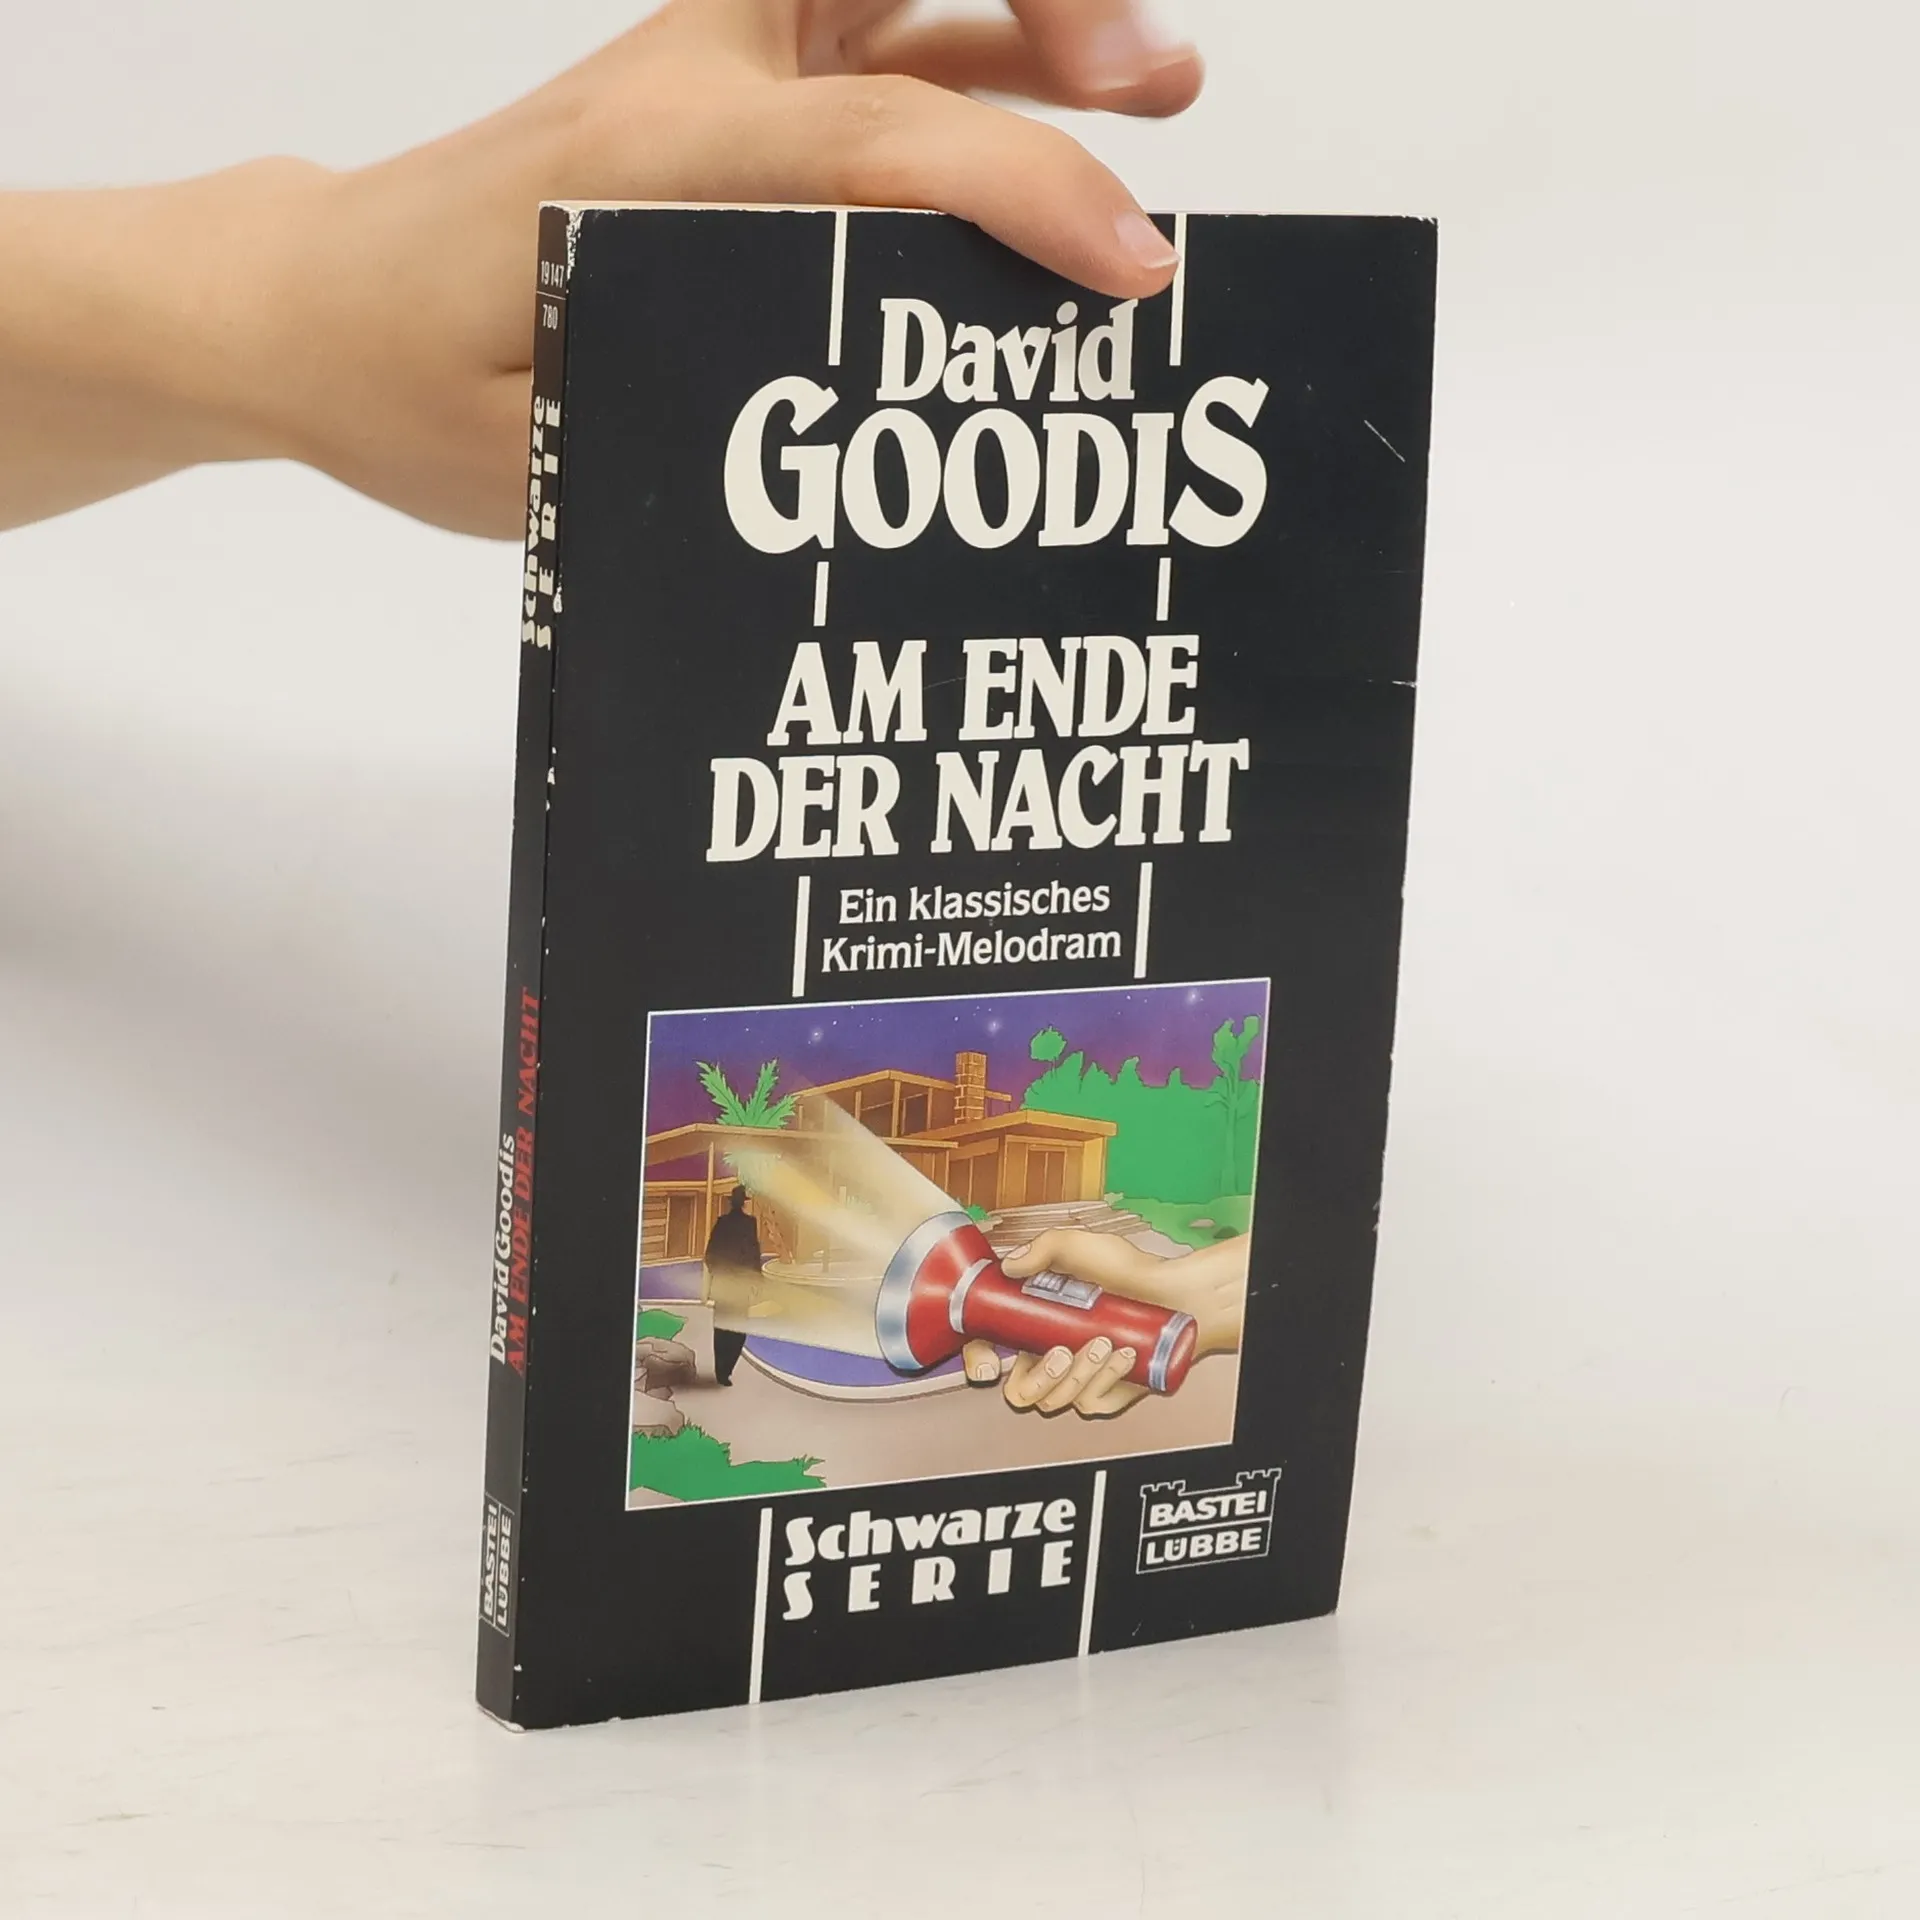 David
GOODIS
AM ENDE
DER NACHT
Ein klassisches
Krimi-Melodram
Schwarze
SERIE
BASTEI
LÜBBE
19147
780
Schwarze
SERIE
David Goodis
AM ENDE DER NACHT
BASTEI
LÜBBE